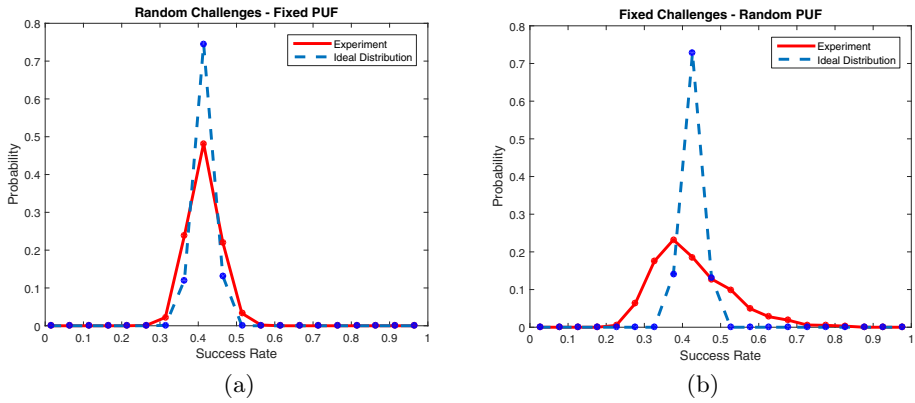 Random Challenges - Fixed PUF
0.8
0.7
0.6
0.5
0.4
0.3
0.2
0.1
0
Probability
Experiment
Ideal Distribution
0 0.1 0.2 0.3 0.4 0.5 0.6 0.7 0.8 0.9 1
Success Rate
(a)
Fixed Challenges - Random PUF
0.8
0.7
0.6
0.5
0.4
0.3
0.2
0.1
0
Probability
Experiment
Ideal Distribution
0 0.1 0.2 0.3 0.4 0.5 0.6 0.7 0.8 0.9 1
Success Rate
(b)